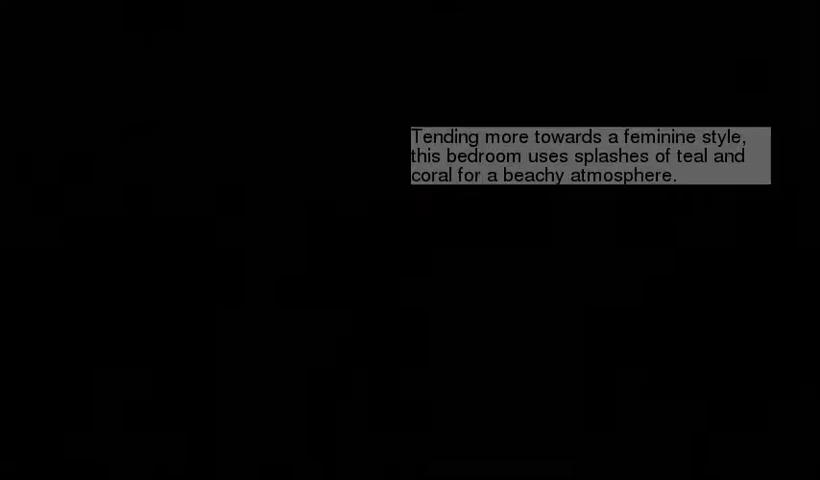 Tending more towards a feminine style,
this bedroom uses splashes of teal and
coral for a beachy atmosphere.